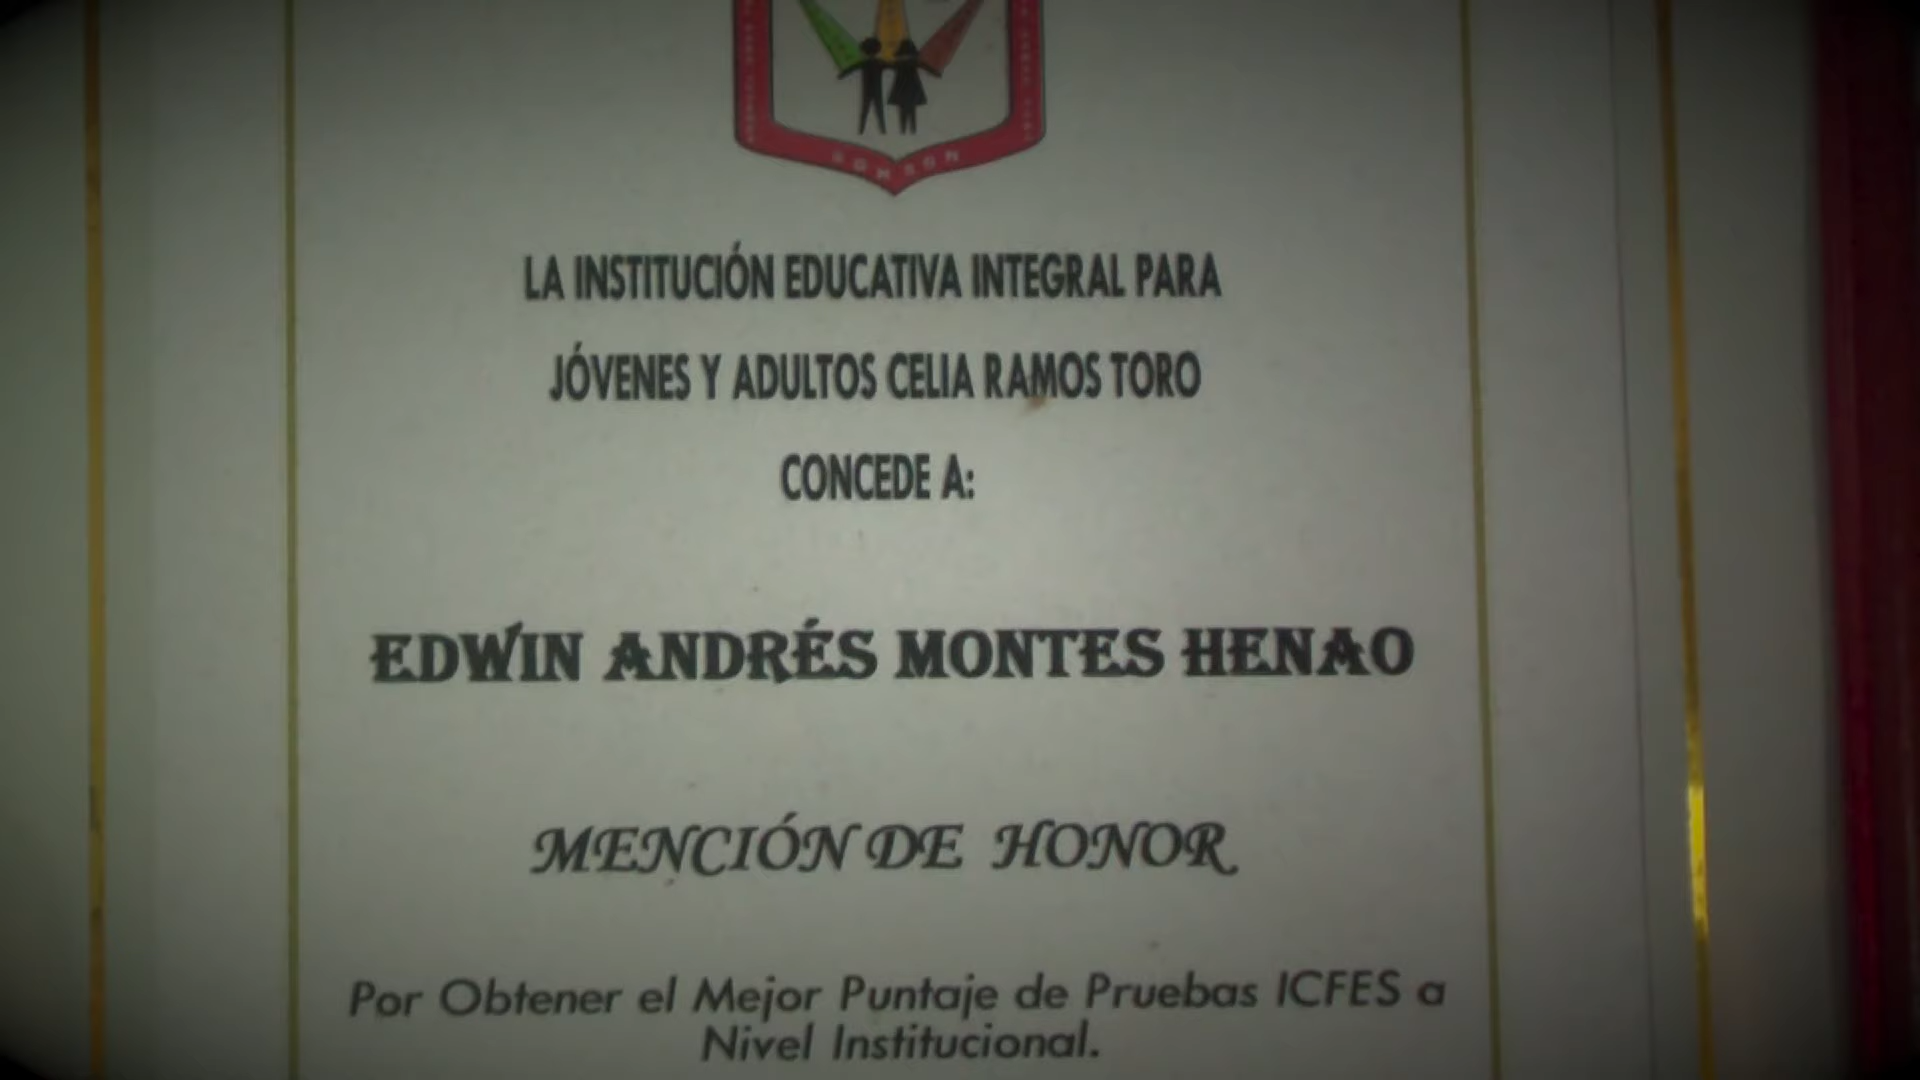 SONSON
LA INSTITUCIÓN EDUCATIVA INTEGRAL PARA
JÓVENES Y ADULTOS CELIA RAMOS TORO
CONCEDE A:
EDWIN ANDRÉS MONTES HENAO
MENCIÓN DE HONOR
Por Obtener el Mejor Puntaje de Pruebas ICFES a
Nivel Institucional.